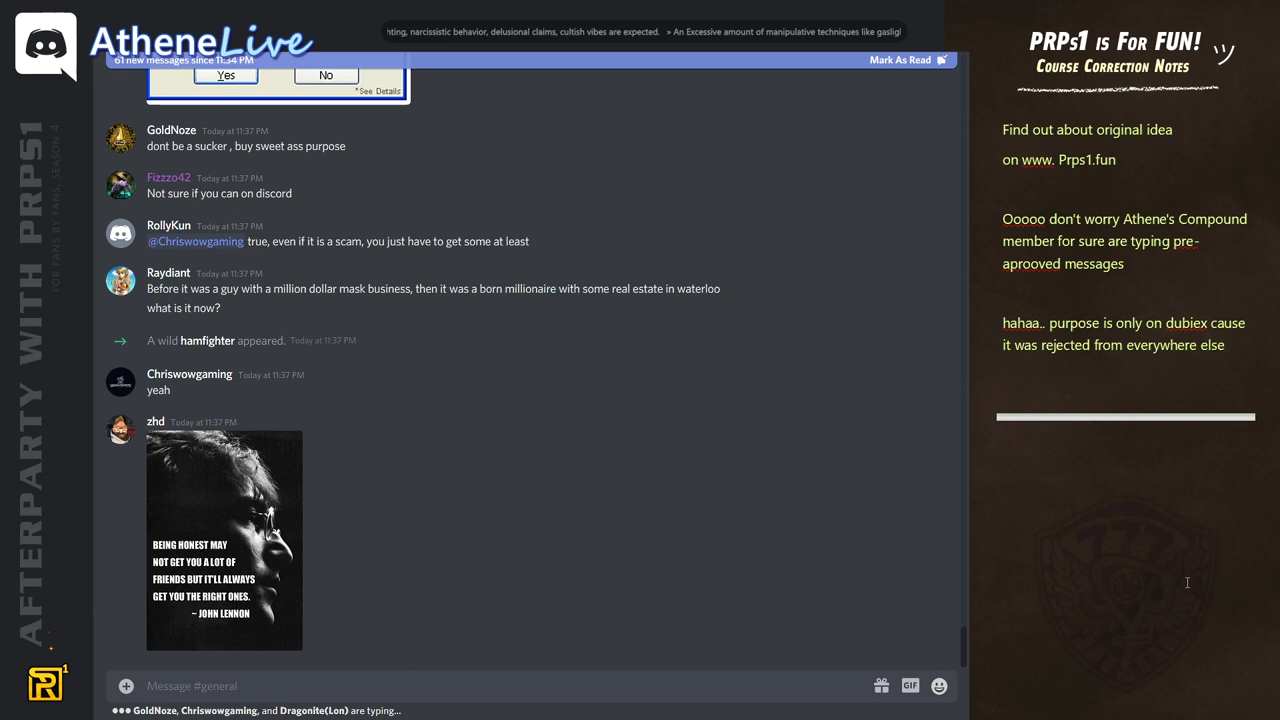 AtheneLive
hting, narcissistic behavior, delusional claims, cultish vibes are expected. » An Excessive amount of manipulative techniques like gaslig
61 new messages since 11:34 PM
Mark As Read
Yes
No
*See Details
GoldNoze Today at 11:37 PM
dont be a sucker , buy sweet ass purpose
Fizzzo42 Today at 11:37 PM
Not sure if you can on discord
RollyKun Today at 11:37 PM
@Chriswowgaming true, even if it is a scam, you just have to get some at least
Raydiant Today at 11:37 PM
Before it was a guy with a million dollar mask business, then it was a born millionaire with some real estate in waterloo
what is it now?
A wild hamfighter appeared. Today at 11:37 PM
Chriswowgaming Today at 11:37 PM
yeah
zhd Today at 11:37 PM
BEING HONEST MAY
NOT GET YOU A LOT OF
FRIENDS BUT IT'LL ALWAYS
GET YOU THE RIGHT ONES.
~ JOHN LENNON
Message #general
GIF
GoldNoze, Chriswowgaming, and Dragonite(Lon) are typing...
AFTERPARTY WITH PRPS1
FOR FANS BY FANS, SEASON 4
R1
PRPs1 is For FUN!
Course Correction Notes
ツ
Find out about original idea
on www. Prps1.fun
Ooooo don't worry Athene's Compound
member for sure are typing pre-
aprooved messages
hahaa.. purpose is only on dubiex cause
it was rejected from everywhere else